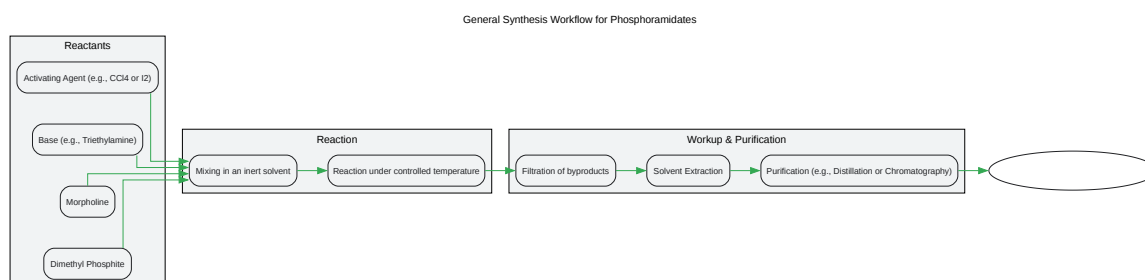 General Synthesis Workflow for Phosphoramidates
Reactants
Activating Agent (e.g., CCl4 or I2)
Base (e.g., Triethylamine)
Morpholine
Dimethyl Phosphite
Reaction
Mixing in an inert solvent
Reaction under controlled temperature
Workup & Purification
Filtration of byproducts
Solvent Extraction
Purification (e.g., Distillation or Chromatography)